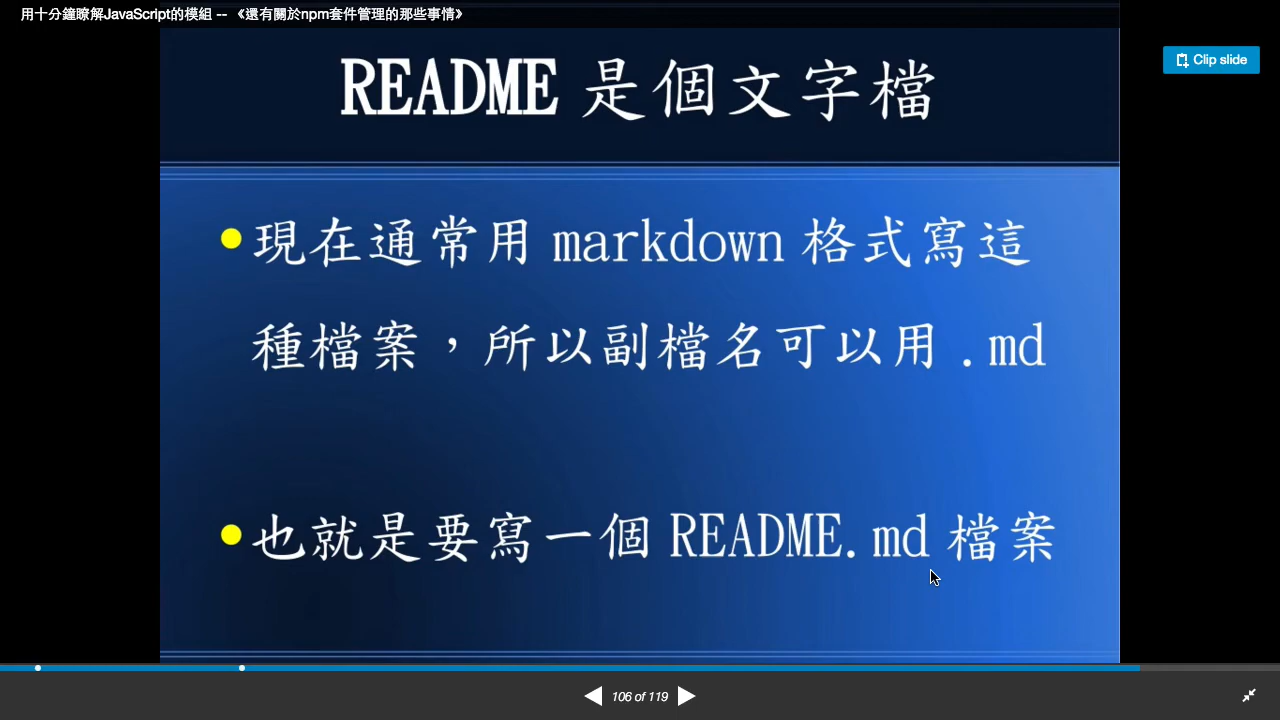 用十分鐘瞭解JavaScript的模組 -- 《還有關於npm套件管理的那些事情》
Clip slide
README 是個文字檔
現在通常用 markdown 格式寫這
種檔案，所以副檔名可以用 .md
也就是要寫一個 README.md 檔案
106 of 119